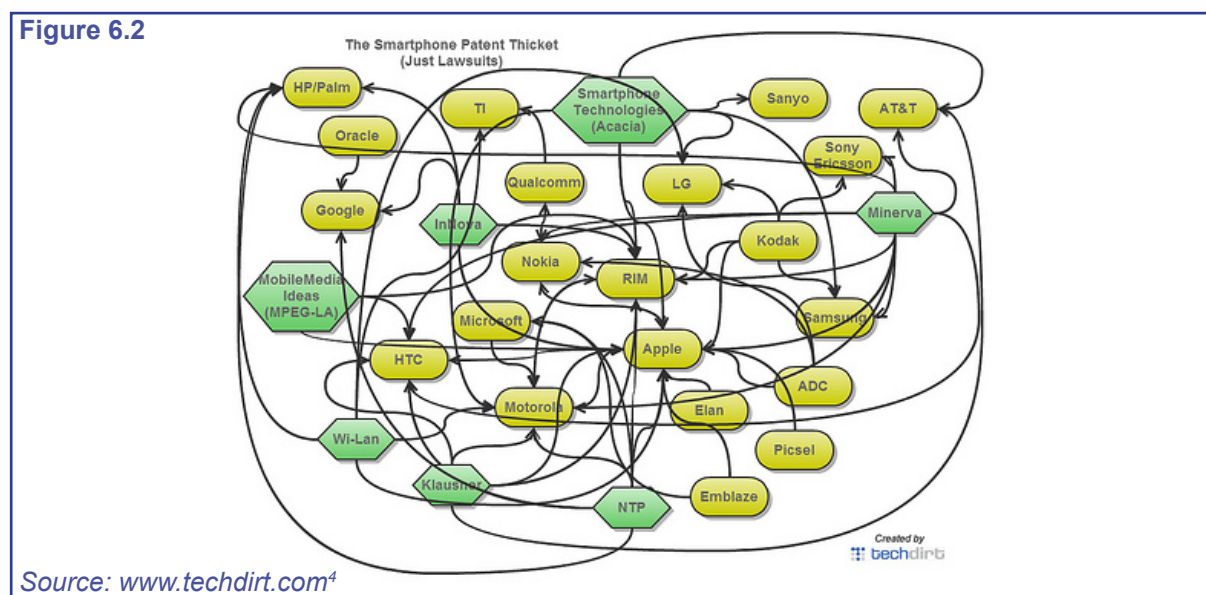 Figure 6.2
The Smartphone Patent Thicket
(Just Lawsuits)
HP/Palm
TI
Smartphone
Technologies
(Acacia)
Sanyo
AT&T
Oracle
Sony
Ericsson
Qualcomm
LG
Google
InNova
Minerva
Kodak
Nokia
RIM
MobileMedia
Ideas
(MPEG-LA)
Microsoft
Samsung
HTC
Apple
ADC
Motorola
Elan
Wi-Lan
Picsel
Klausner
NTP
Emblaze
Created by
techdirt
Source: www.techdirt.com⁴